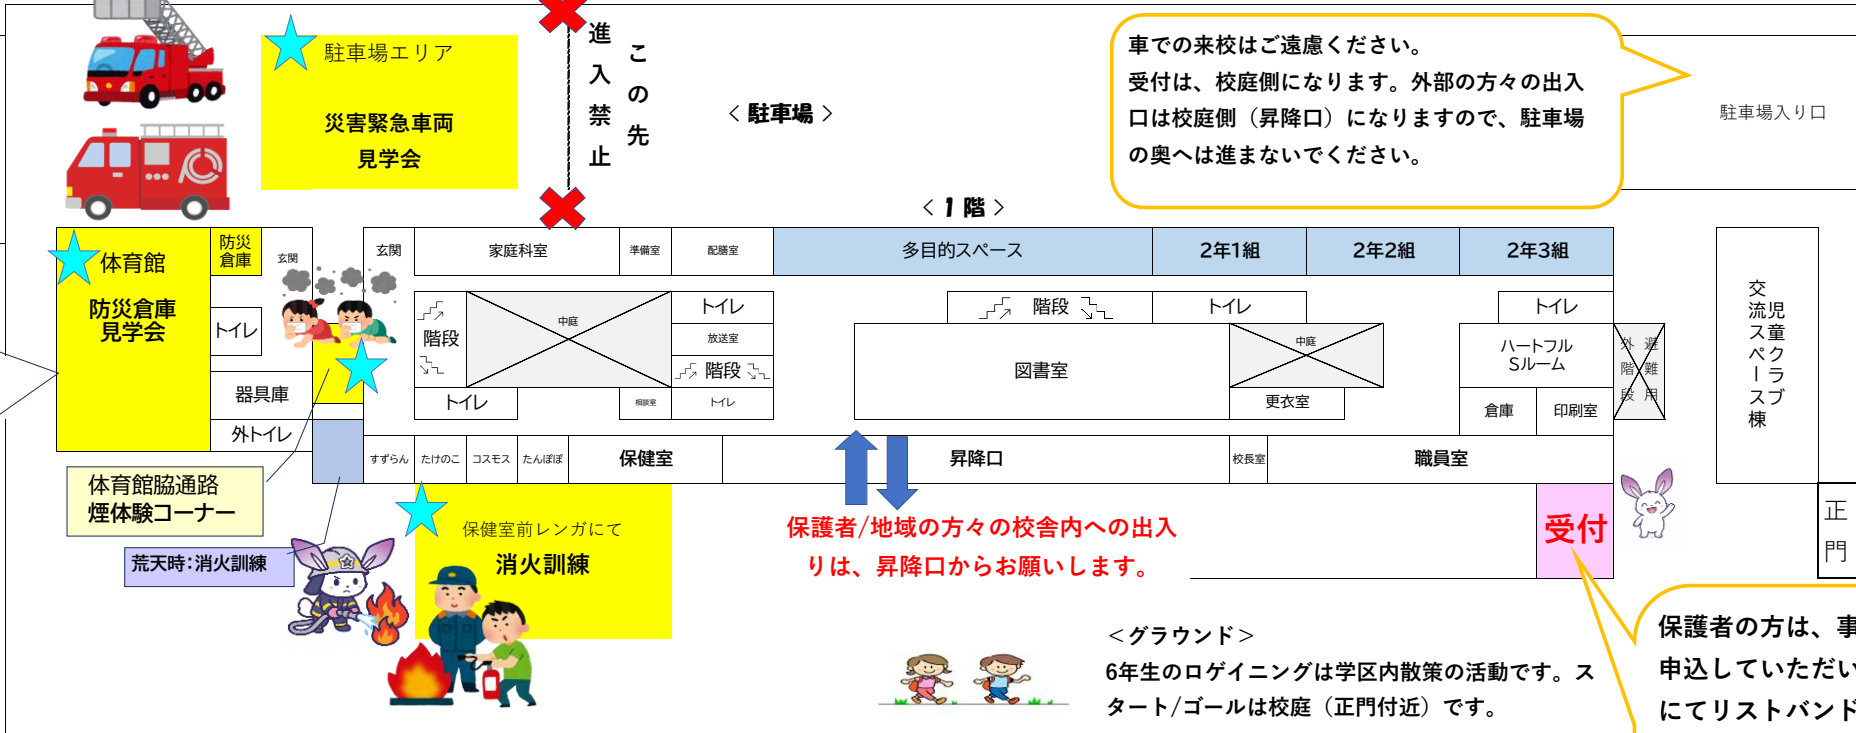 駐車場エリア
災害緊急車両
見学会
この先
進入禁止
＜駐車場＞
車での来校はご遠慮ください。
受付は、校庭側になります。外部の方々の出入
口は校庭側（昇降口）になりますので、駐車場
の奥へは進まないでください。
駐車場入り口
＜1階＞
体育館
防災倉庫
見学会
防災
倉庫
玄関
トイレ
器具庫
外トイレ
玄関
家庭科室
準備室
配膳室
多目的スペース
2年1組
2年2組
2年3組
階段
中庭
トイレ
放送室
階段
トイレ
相談室
トイレ
階段
トイレ
トイレ
図書室
中庭
更衣室
ハートフル
Sルーム
倉庫
印刷室
避難用
外階段
児童クラブ
交流スペース棟
すずらん
たけのこ
コスモス
たんぽぽ
保健室
昇降口
校長室
職員室
体育館脇通路
煙体験コーナー
荒天時：消火訓練
保健室前レンガにて
消火訓練
保護者/地域の方々の校舎内への出入
りは、昇降口からお願いします。
受付
正門
＜グラウンド＞
6年生のロゲイニングは学区内散策の活動です。ス
タート/ゴールは校庭（正門付近）です。
保護者の方は、事
申込していただい
にてリストバンド